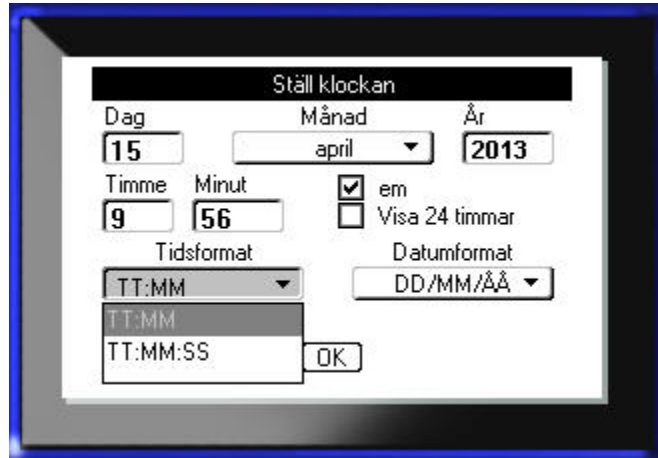 Ställ klockan
Dag Månad År
15 april 2013
Timme Minut em
9 56 Visa 24 timmar
Tidsformat Datumformat
TT:MM DD/MM/ÅÅ
TT:MM
TT:MM:SS
OK